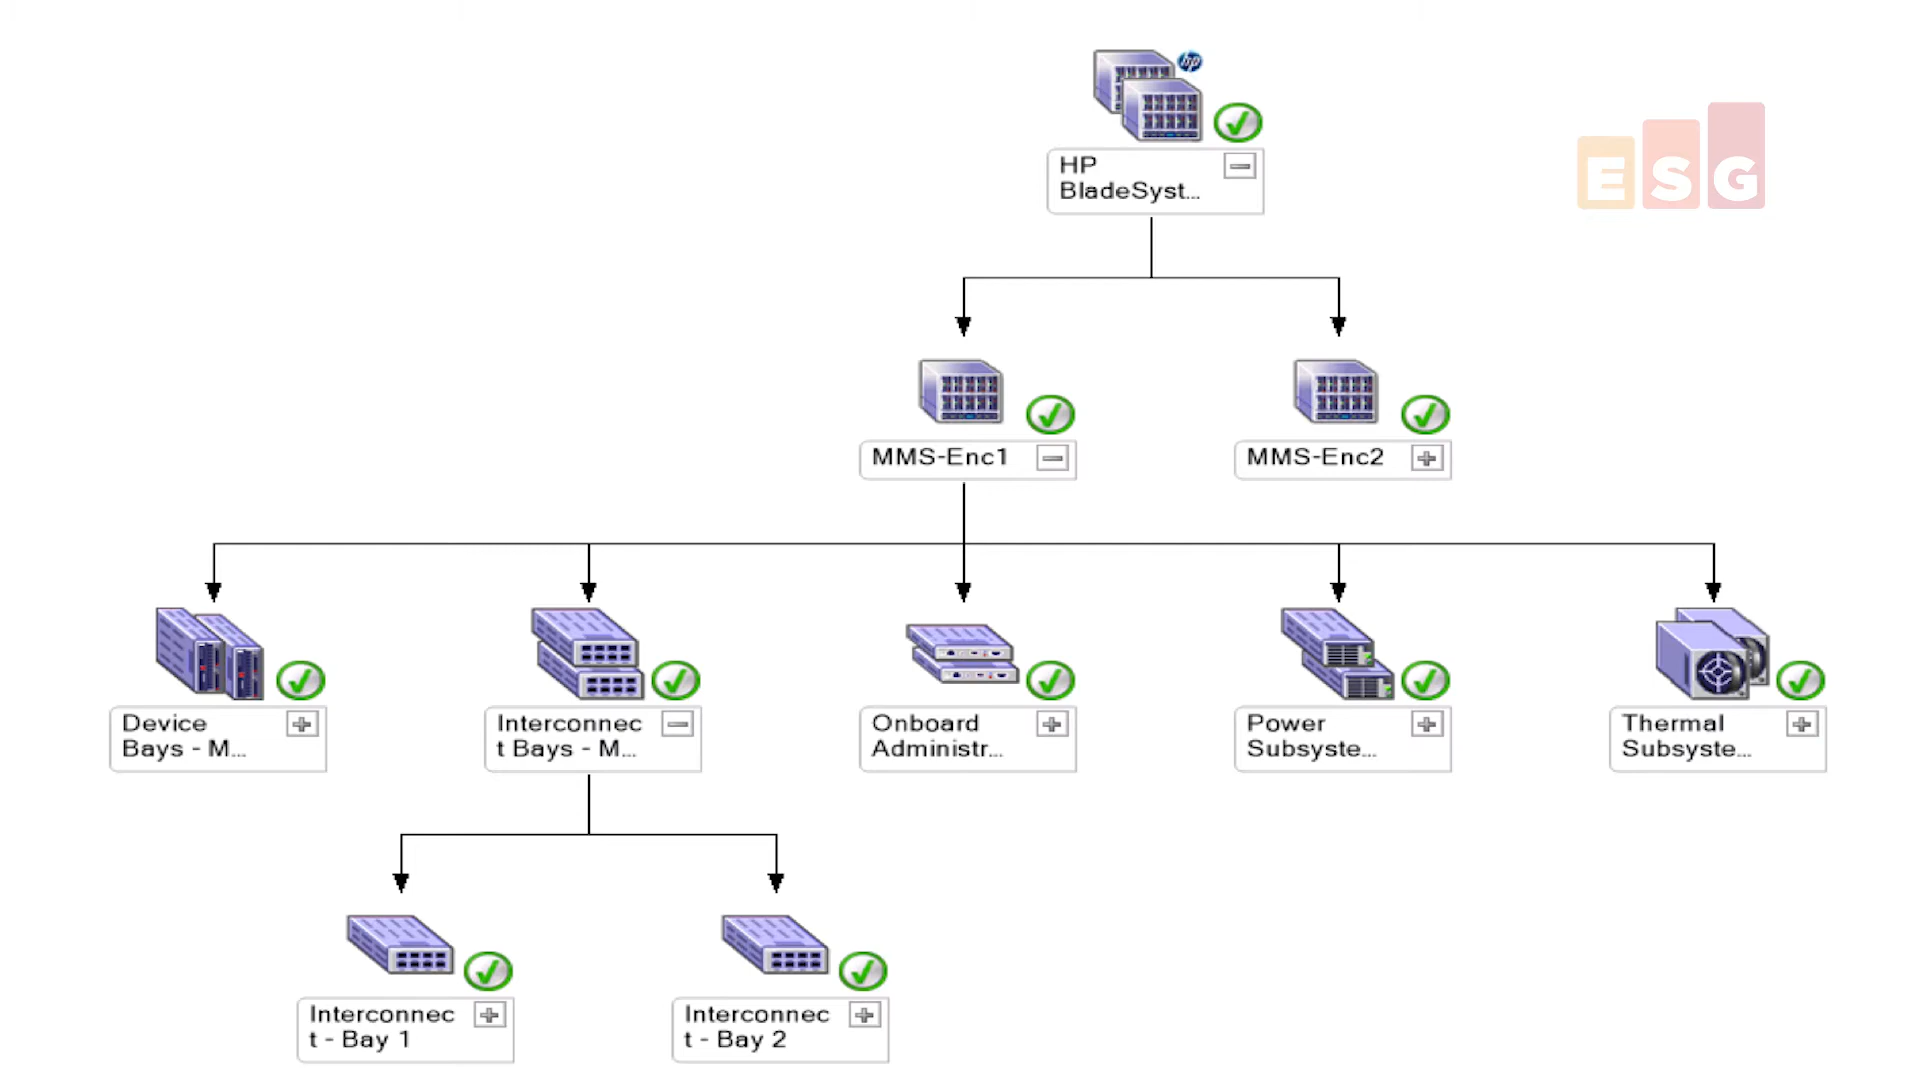 hp
HP
BladeSyst...
ESG
MMS-Enc1
MMS-Enc2
Device
Bays - M...
Interconnec
t Bays - M...
Onboard
Administr...
Power
Subsyste...
Thermal
Subsyste...
Interconnec
t - Bay 1
Interconnec
t - Bay 2